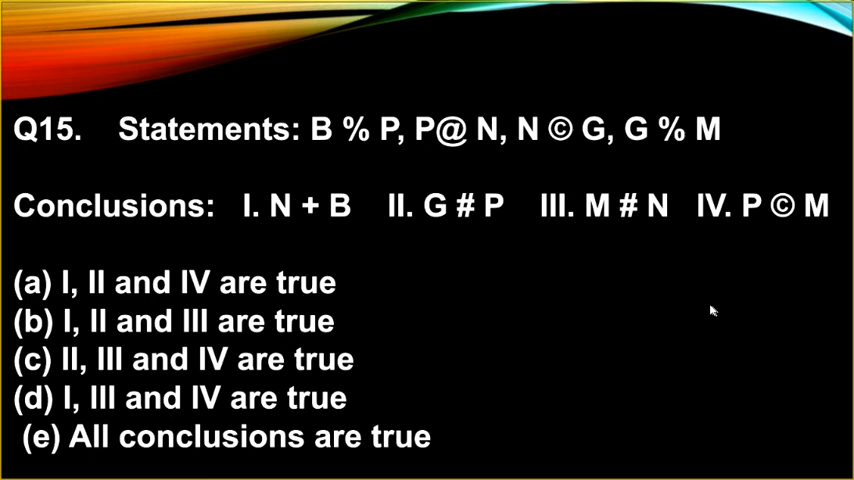 Q15. Statements: B % P, P@ N, N © G, G % M
Conclusions: I. N + B II. G # P III. M # N IV. P © M
(a) I, II and IV are true
(b) I, II and III are true
(c) II, III and IV are true
(d) I, III and IV are true
(e) All conclusions are true